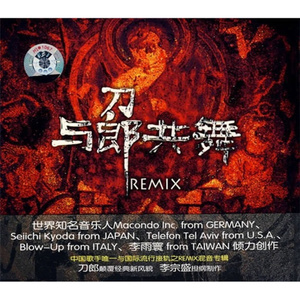 刀
与郎共舞
REMIX
世界知名音乐人Macondo Inc. from GERMANY、
Seiichi Kyoda from JAPAN、Telefon Tel Aviv from U.S.A.、
Blow-Up from ITALY、李雨寰 from TAIWAN 倾力创作
中国歌手唯一与国际流行接轨之REMIX混音专辑
刀郎颠覆经典新风貌 李宗盛担纲制作